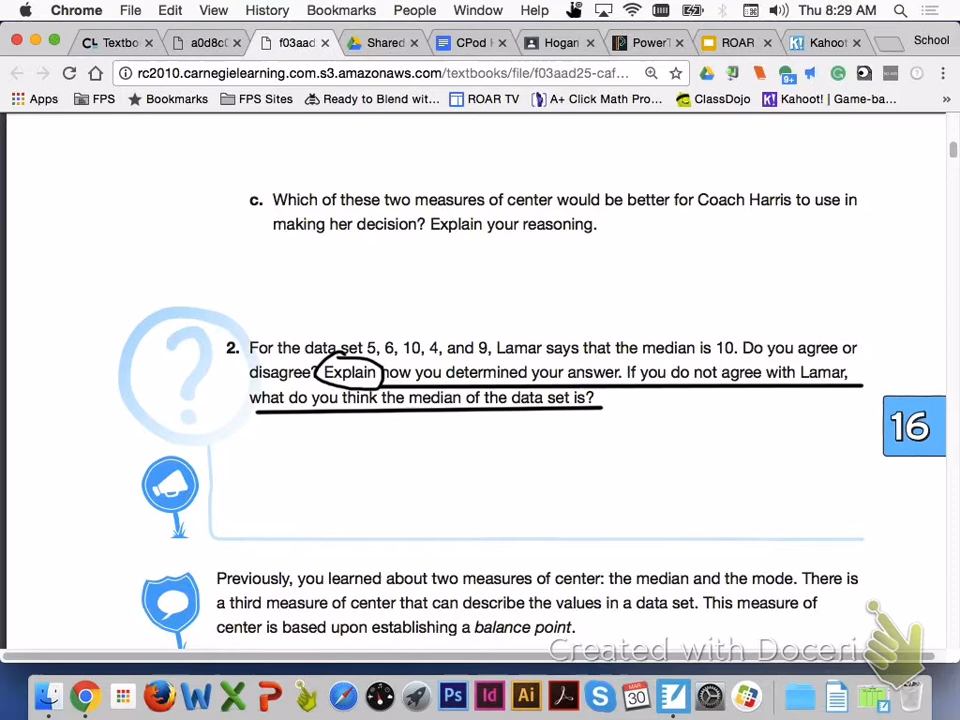 Chrome File Edit View History Bookmarks People Window Help Thu 8:29 AM
CL Textbo a0d8c0 f03aad Shared CPod H Hogan PowerT ROAR Kahoot School
rc2010.carnegielearning.com.s3.amazonaws.com/textbooks/file/f03aad25-caf... 9+
Apps FPS Bookmarks FPS Sites Ready to Blend wit... ROAR TV A+ Click Math Pro... ClassDojo Kahoot! | Game-ba... »
c. Which of these two measures of center would be better for Coach Harris to use in
making her decision? Explain your reasoning.
2. For the data set 5, 6, 10, 4, and 9, Lamar says that the median is 10. Do you agree or
disagree? Explain how you determined your answer. If you do not agree with Lamar,
what do you think the median of the data set is?
16
Previously, you learned about two measures of center: the median and the mode. There is
a third measure of center that can describe the values in a data set. This measure of
center is based upon establishing a balance point.
Created with Doceri
W X P Ps Id Ai S MAR 30